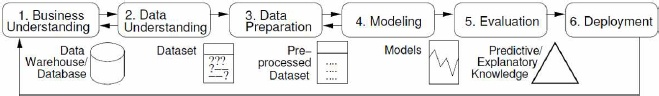 1. Business
Understanding
2. Data
Understanding
3. Data
Preparation
4. Modeling
5. Evaluation
6. Deployment
Data
Warehouse/
Database
Dataset
???
?−−
−−?
Pre−
processed
Dataset
....
....
Models
Predictive/
Explanatory
Knowledge